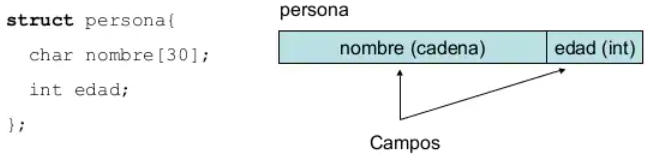 struct persona{
char nombre[30];
int edad;
};
persona
nombre (cadena) edad (int)
Campos